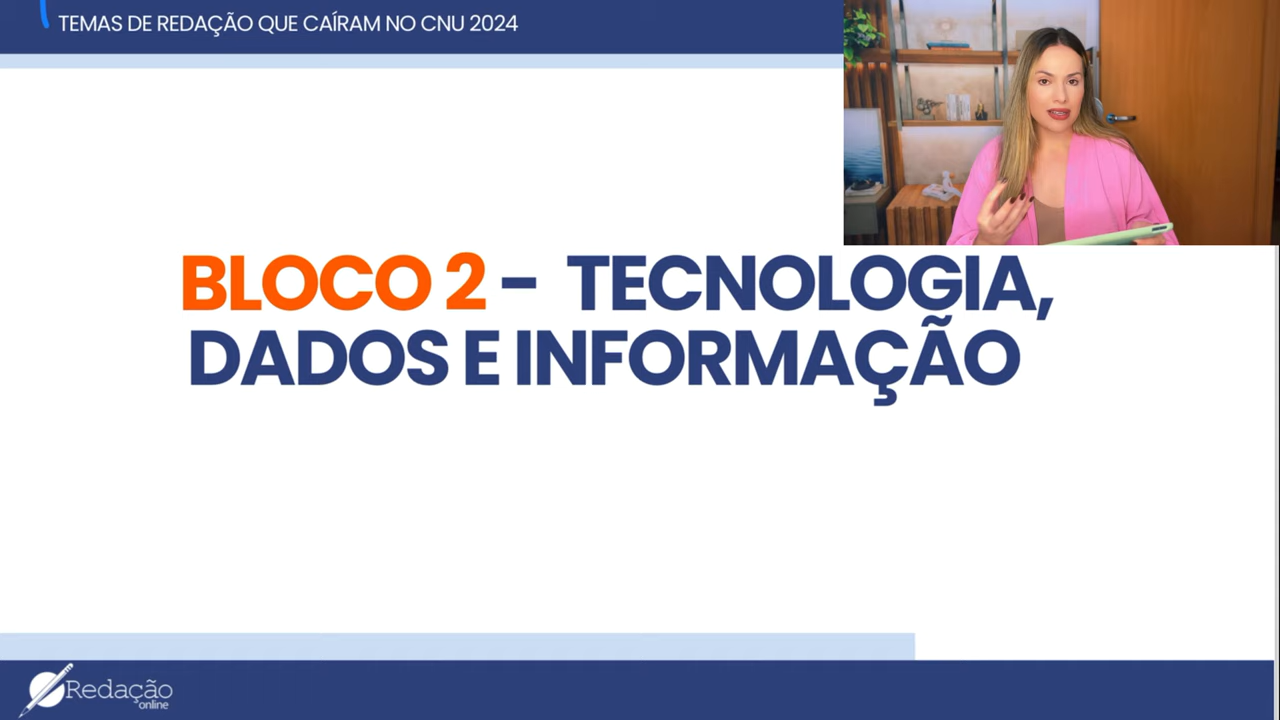 TEMAS DE REDAÇÃO QUE CAÍRAM NO CNU 2024
BLOCO 2 - TECNOLOGIA,
DADOS E INFORMAÇÃO
Redação
online